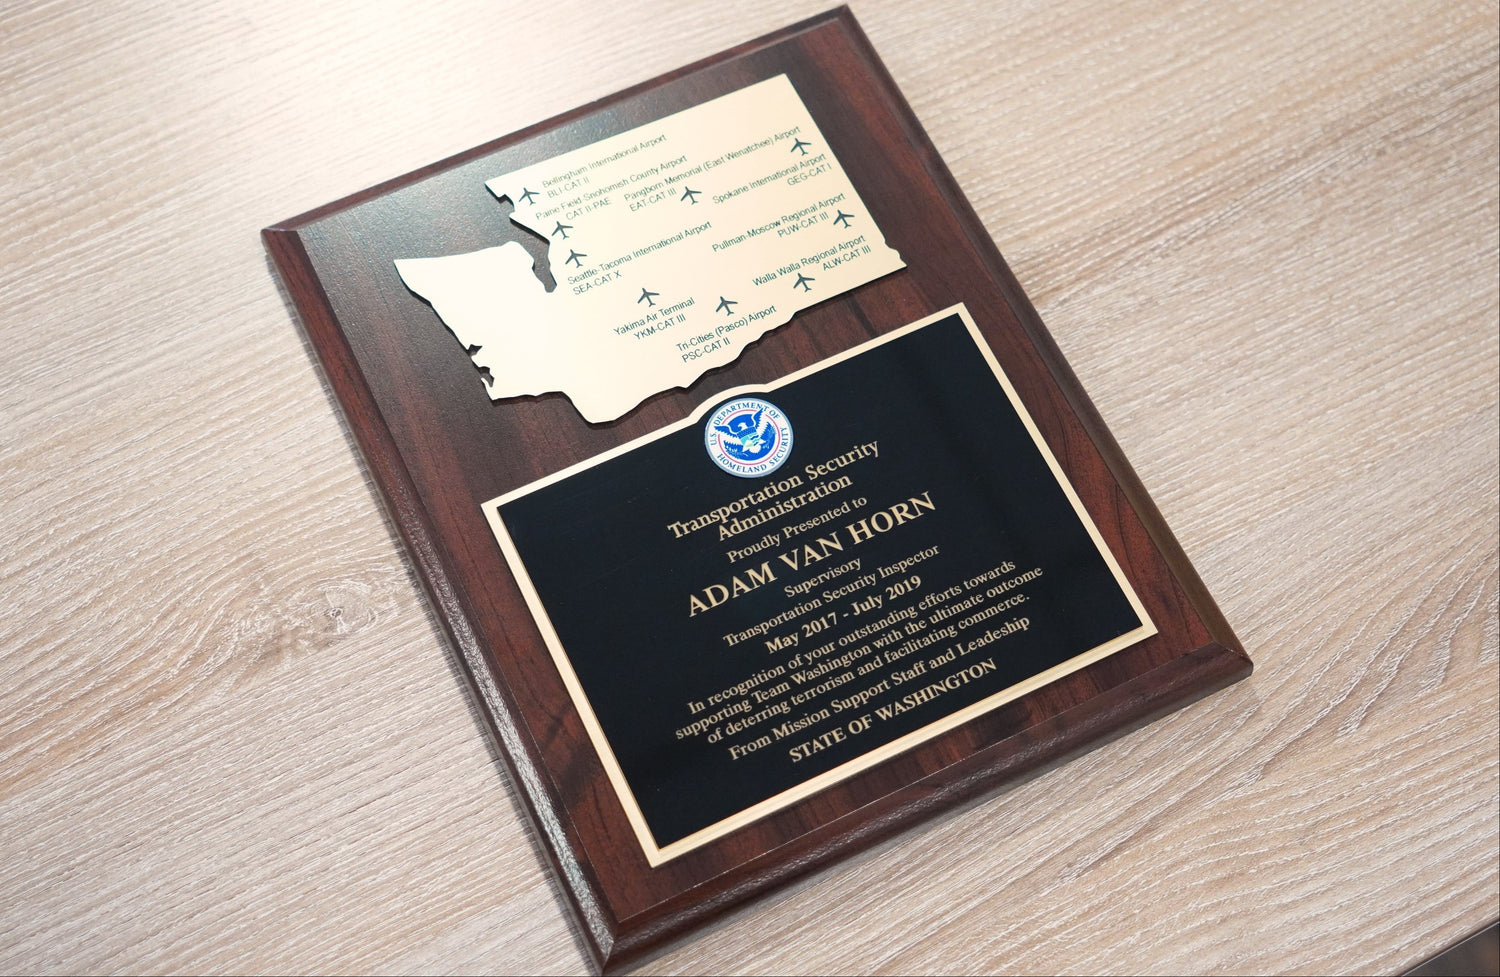 Bellingham International Airport
BLI-CAT II
Paine Field-Snohomish County Airport
CAT II-PAE
Pangborn Memorial (East Wenatchee) Airport
EAT-CAT III
Spokane International Airport
GEG-CAT I
Seattle-Tacoma International Airport
SEA-CAT X
Pullman-Moscow Regional Airport
PUW-CAT III
Walla Walla Regional Airport
ALW-CAT III
Yakima Air Terminal
YKM-CAT III
Tri-Cities (Pasco) Airport
PSC-CAT II
U.S. DEPARTMENT OF
HOMELAND SECURITY
Transportation Security
Administration
Proudly Presented to
ADAM VAN HORN
Supervisory
Transportation Security Inspector
May 2017 - July 2019
In recognition of your outstanding efforts towards
supporting Team Washington with the ultimate outcome
of deterring terrorism and facilitating commerce.
From Mission Support Staff and Leadeship
STATE OF WASHINGTON